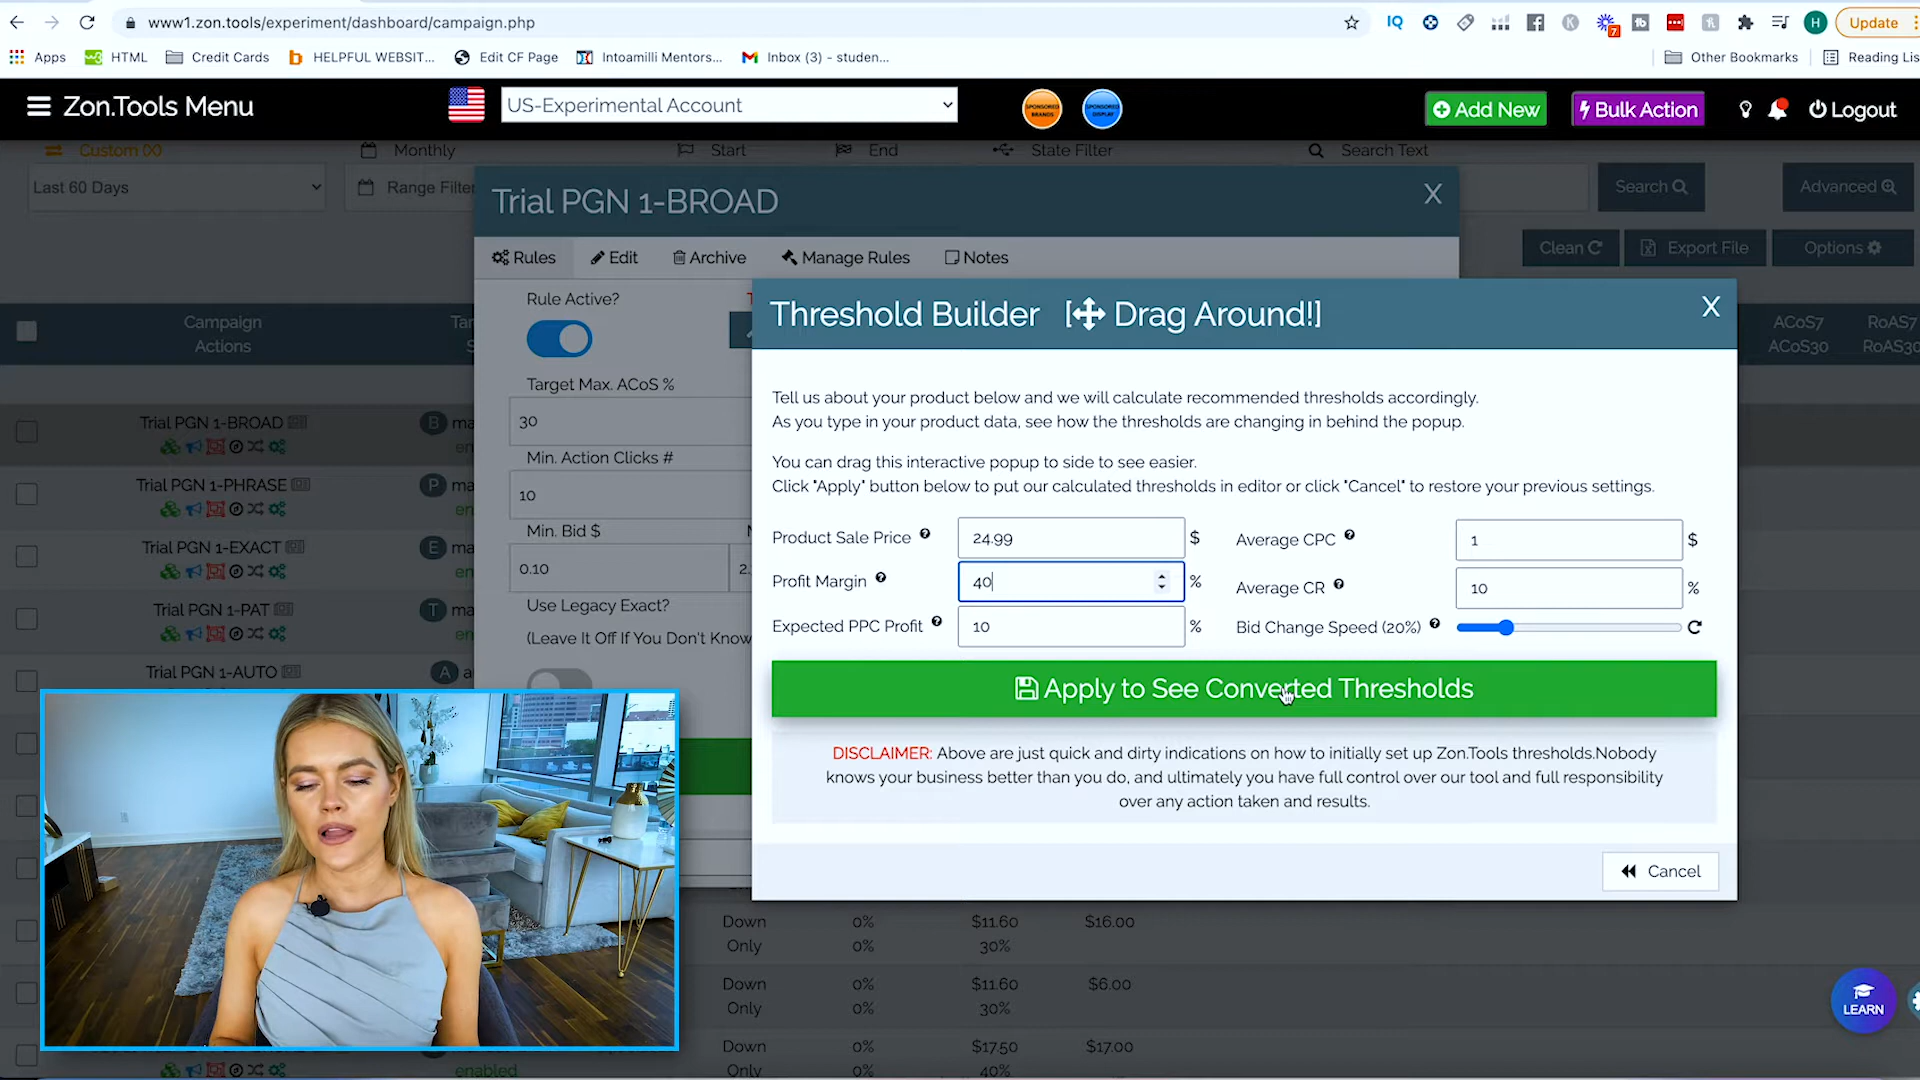 www1.zon.tools/experiment/dashboard/campaign.php
Update
Apps
HTML
Credit Cards
HELPFUL WEBSIT...
Edit CF Page
Intoamilli Mentors...
Inbox (3) - studen...
Other Bookmarks
Reading Lis
Zon.Tools Menu
US-Experimental Account
Add New
Bulk Action
Logout
Custom
Monthly
Start
End
State Filter
Search Text
Last 60 Days
Range Filter
Search
Advanced
Clean
Export File
Options
Trial PGN 1-BROAD X
Rules
Edit
Archive
Manage Rules
Notes
Campaign
Actions
ACoS7
ACoS30
RoAS7
RoAS30
Trial PGN 1-BROAD
B
Trial PGN 1-PHRASE
P
Trial PGN 1-EXACT
E
Trial PGN 1-PAT
T
Trial PGN 1-AUTO
A
Rule Active?
Target Max. ACoS %
30
Min. Action Clicks #
10
Min. Bid $
0.10
2.
Use Legacy Exact?
(Leave It Off If You Don't Know
Threshold Builder [ Drag Around!] X
Tell us about your product below and we will calculate recommended thresholds accordingly.
As you type in your product data, see how the thresholds are changing in behind the popup.
You can drag this interactive popup to side to see easier.
Click "Apply" button below to put our calculated thresholds in editor or click "Cancel" to restore your previous settings.
Product Sale Price 24.99 $
Average CPC 1 $
Profit Margin 40 %
Average CR 10 %
Expected PPC Profit 10 %
Bid Change Speed (20%)
Apply to See Converted Thresholds
DISCLAIMER: Above are just quick and dirty indications on how to initially set up Zon.Tools thresholds.Nobody
knows your business better than you do, and ultimately you have full control over our tool and full responsibility
over any action taken and results.
Cancel
Down
Only
0%
$11.60
30%
$16.00
Down
Only
0%
$11.60
30%
$6.00
Down
Only
0%
0%
$17.50
40%
$17.00
enabled
LEARN